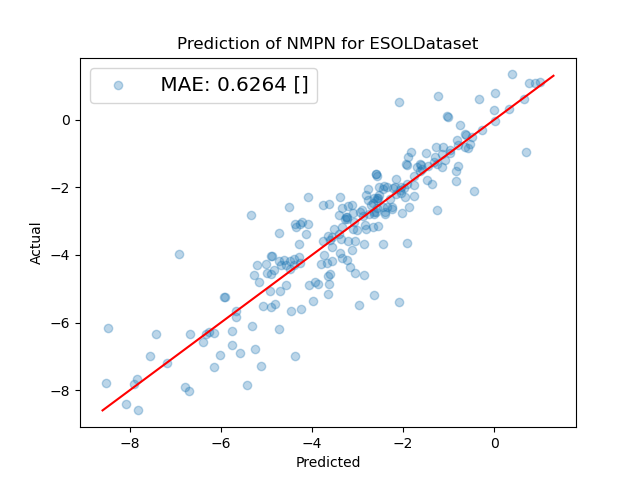 Prediction of NMPN for ESOLDataset
MAE: 0.6264 []
Actual
0
−2
−4
−6
−8
−8 −6 −4 −2 0
Predicted